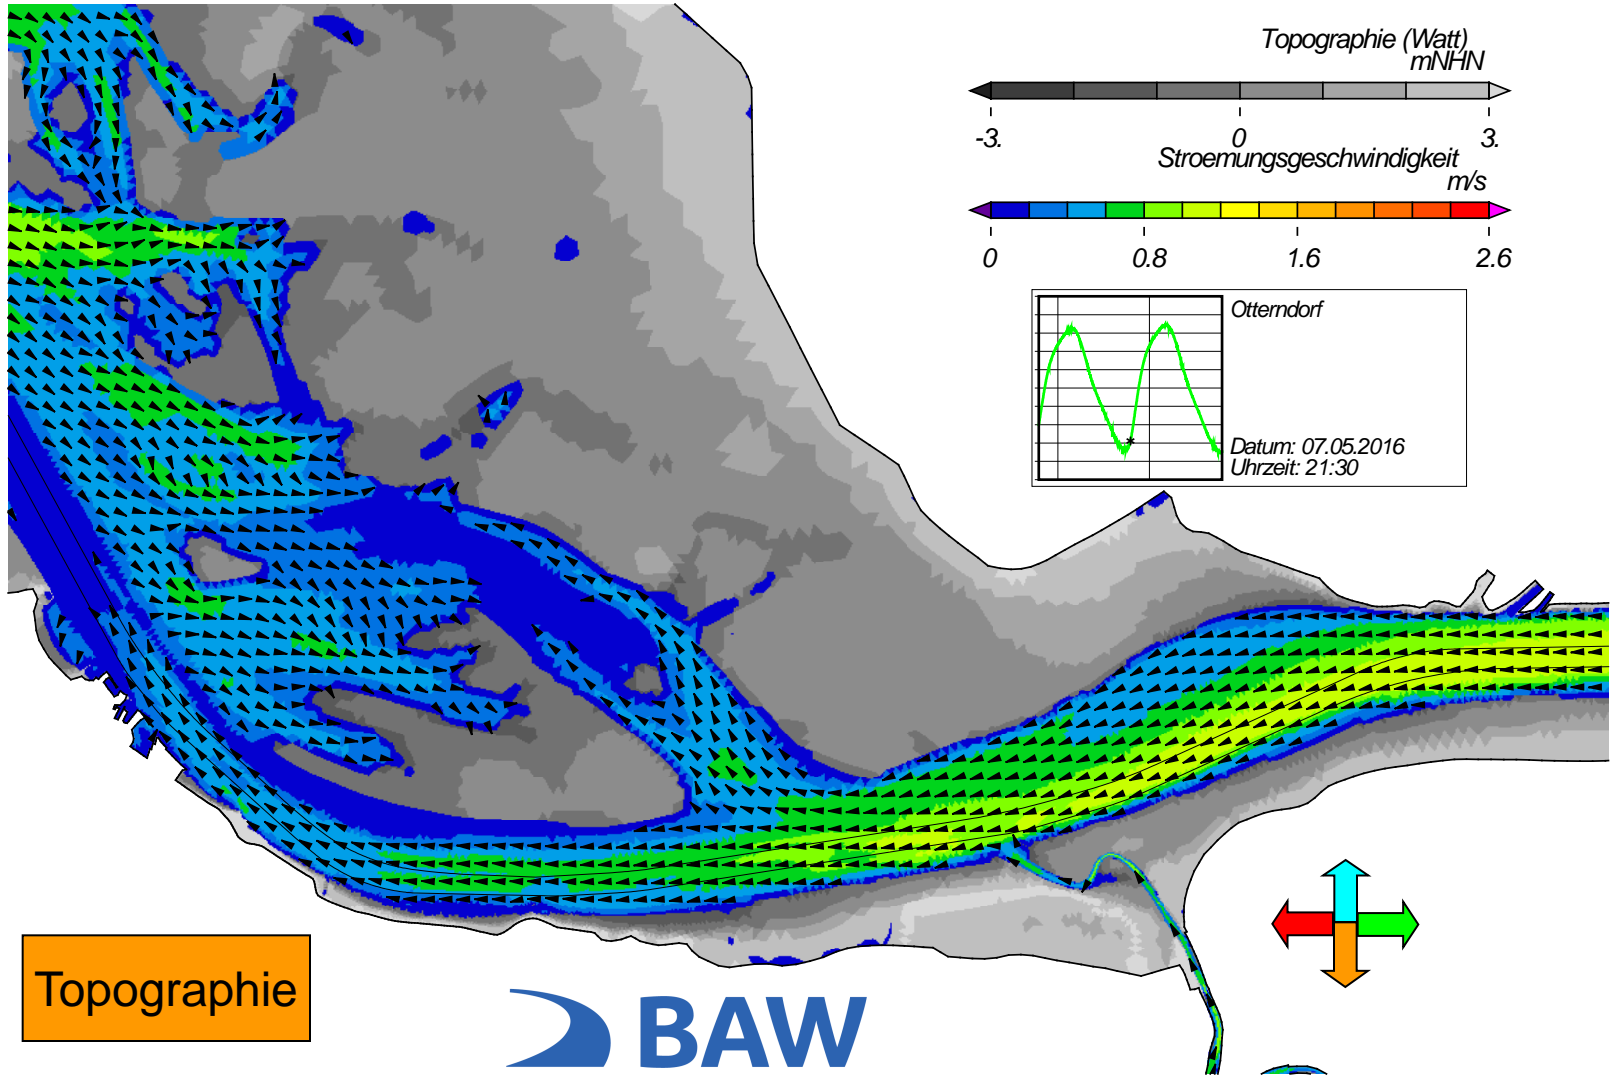 Topographie (Watt)
mNHN
-3. 0 3.
Stroemungsgeschwindigkeit
m/s
0 0.8 1.6 2.6
Otterndorf
Datum: 07.05.2016
Uhrzeit: 21:30
Topographie
BAW